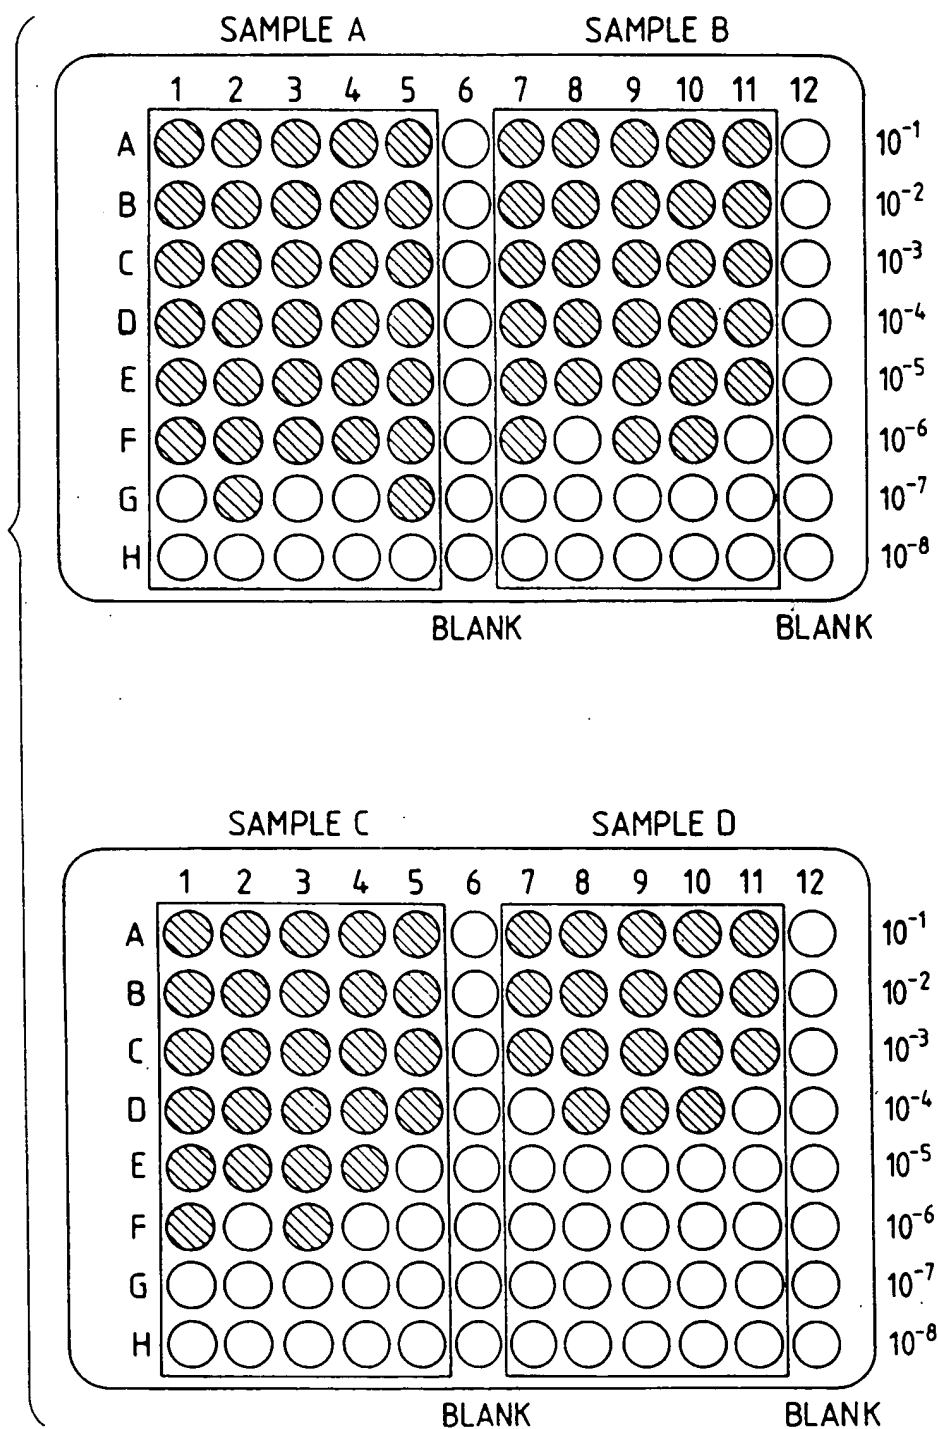 SAMPLE A SAMPLE B
1 2 3 4 5 6 7 8 9 10 11 12
A 10⁻¹
B 10⁻²
C 10⁻³
D 10⁻⁴
E 10⁻⁵
F 10⁻⁶
G 10⁻⁷
H 10⁻⁸
BLANK BLANK
SAMPLE C SAMPLE D
1 2 3 4 5 6 7 8 9 10 11 12
A 10⁻¹
B 10⁻²
C 10⁻³
D 10⁻⁴
E 10⁻⁵
F 10⁻⁶
G 10⁻⁷
H 10⁻⁸
BLANK BLANK